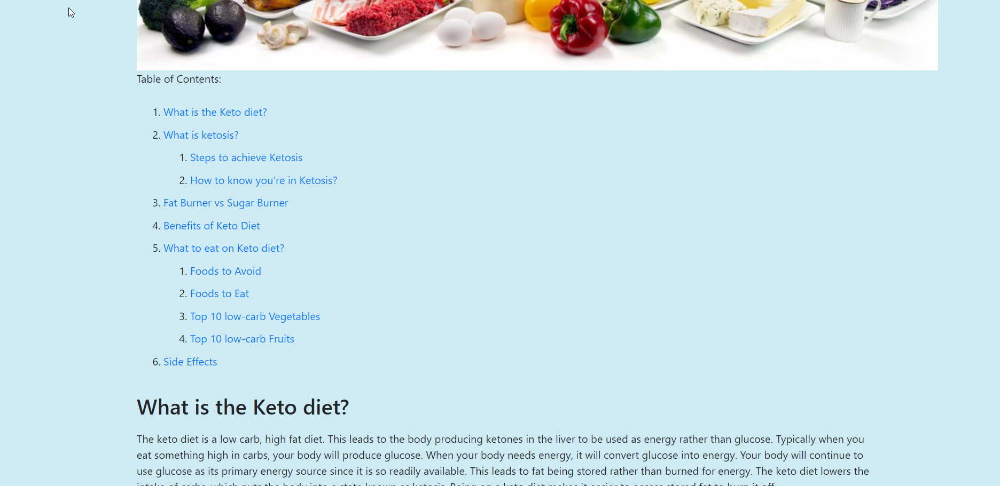 Table of Contents:
1. What is the Keto diet?
2. What is ketosis?
1. Steps to achieve Ketosis
2. How to know you're in Ketosis?
3. Fat Burner vs Sugar Burner
4. Benefits of Keto Diet
5. What to eat on Keto diet?
1. Foods to Avoid
2. Foods to Eat
3. Top 10 low-carb Vegetables
4. Top 10 low-carb Fruits
6. Side Effects
What is the Keto diet?
The keto diet is a low carb, high fat diet. This leads to the body producing ketones in the liver to be used as energy rather than glucose. Typically when you
eat something high in carbs, your body will produce glucose. When your body needs energy, it will convert glucose into energy. Your body will continue to
use glucose as its primary energy source since it is so readily available. This leads to fat being stored rather than burned for energy. The keto diet lowers the
intake of carbs, which puts the body into a state known as ketosis. Being on a keto diet makes it easier to access stored fat to burn it off.